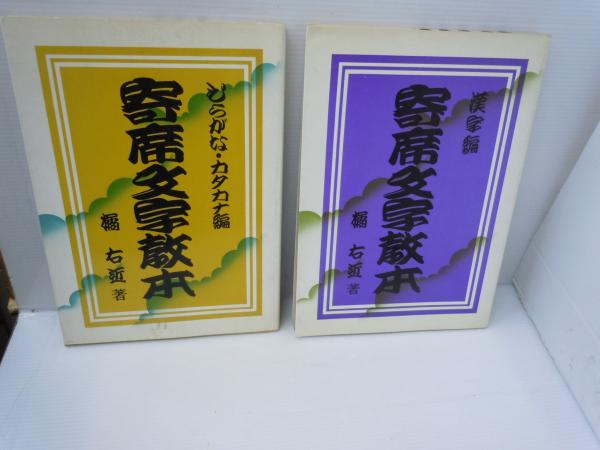 ひらがな・カタカナ編
寄席文字教本
橘右近著
漢字編
寄席文字教本
橘右近著